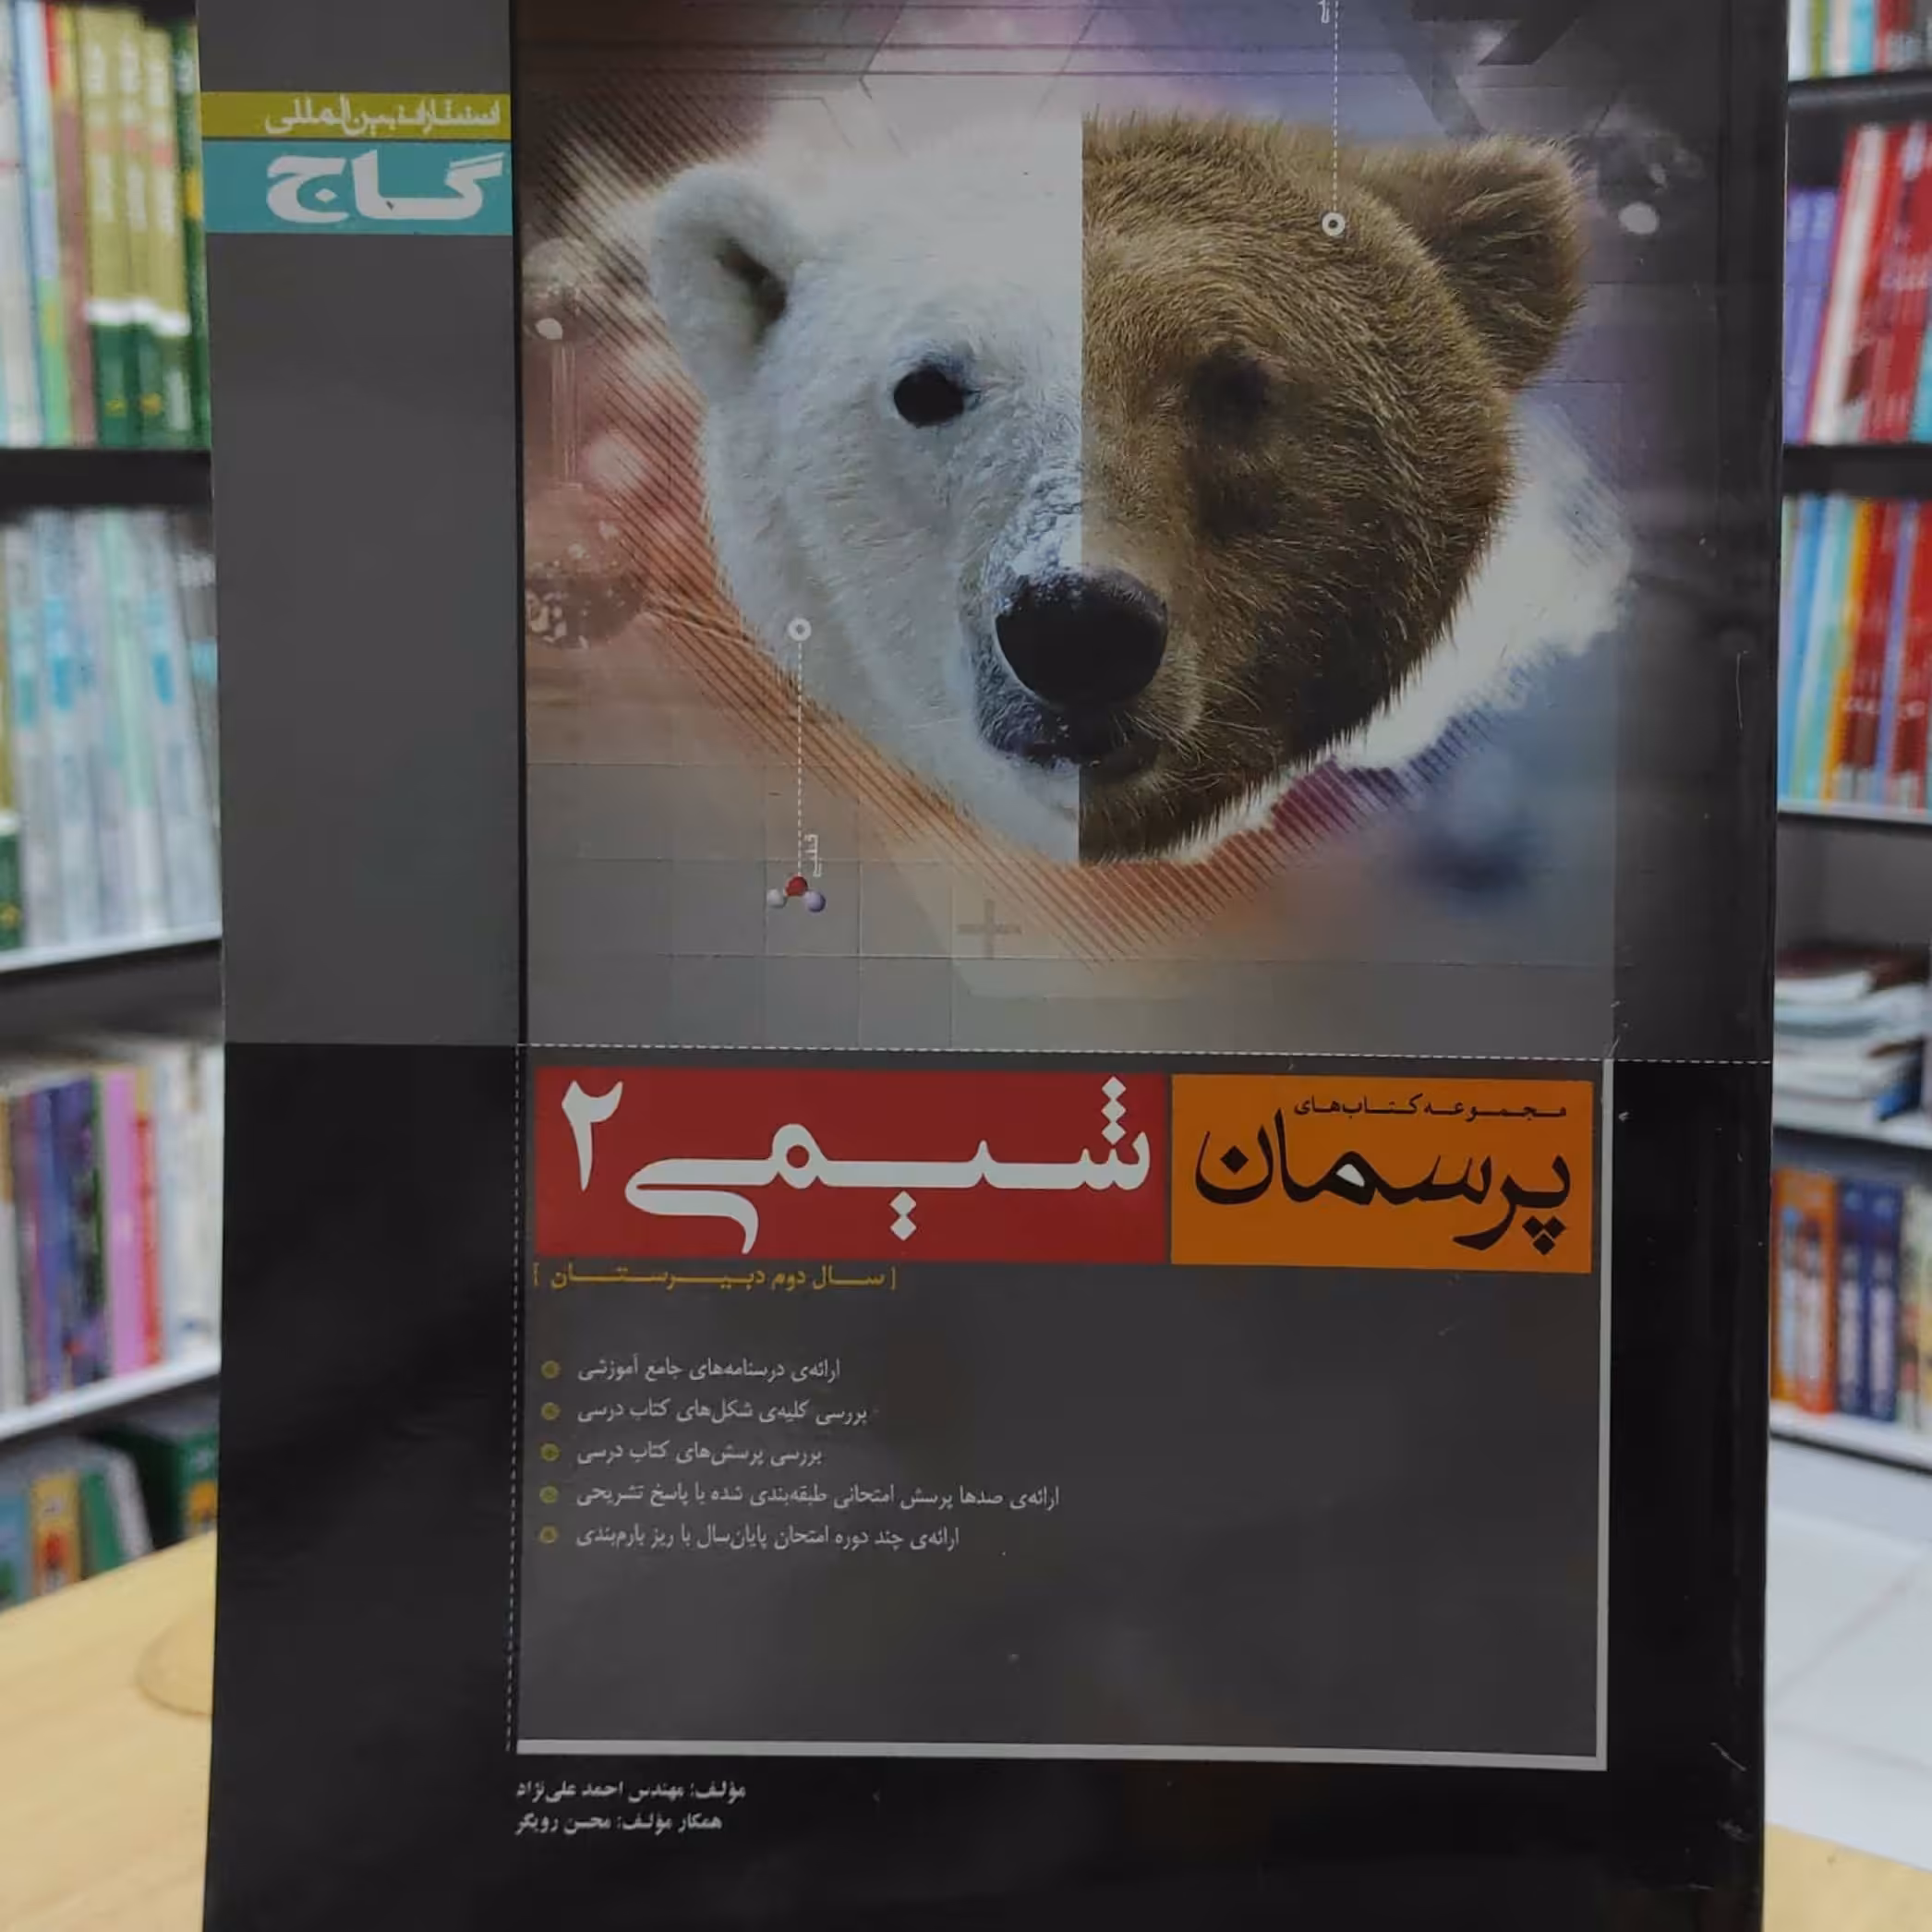 انتشارات بین‌المللی
گاج
قطبی
مجموعه کتاب‌های
پرسمان
شیمی ۲
[ سال دوم دبیرستان ]
ارائه‌ی درسنامه‌های جامع آموزشی
بررسی کلیه‌ی شکل‌های کتاب درسی
بررسی پرسش‌های کتاب درسی
ارائه‌ی صدها پرسش امتحانی طبقه‌بندی شده با پاسخ تشریحی
ارائه‌ی چند دوره امتحان پایان‌سال با ریز بارم‌بندی
مؤلف: مهندس احمد علی‌نژاد
همکار مؤلف: محسن رویگر